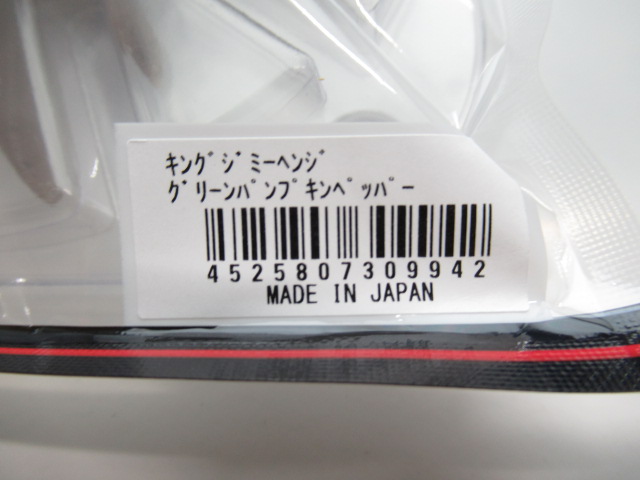 ｷﾝｸﾞｼﾞﾐｰﾍﾝｼﾞ
ｸﾞﾘｰﾝﾊﾟﾝﾌﾟｷﾝﾍﾟｯﾊﾟｰ
4525807309942
MADE IN JAPAN